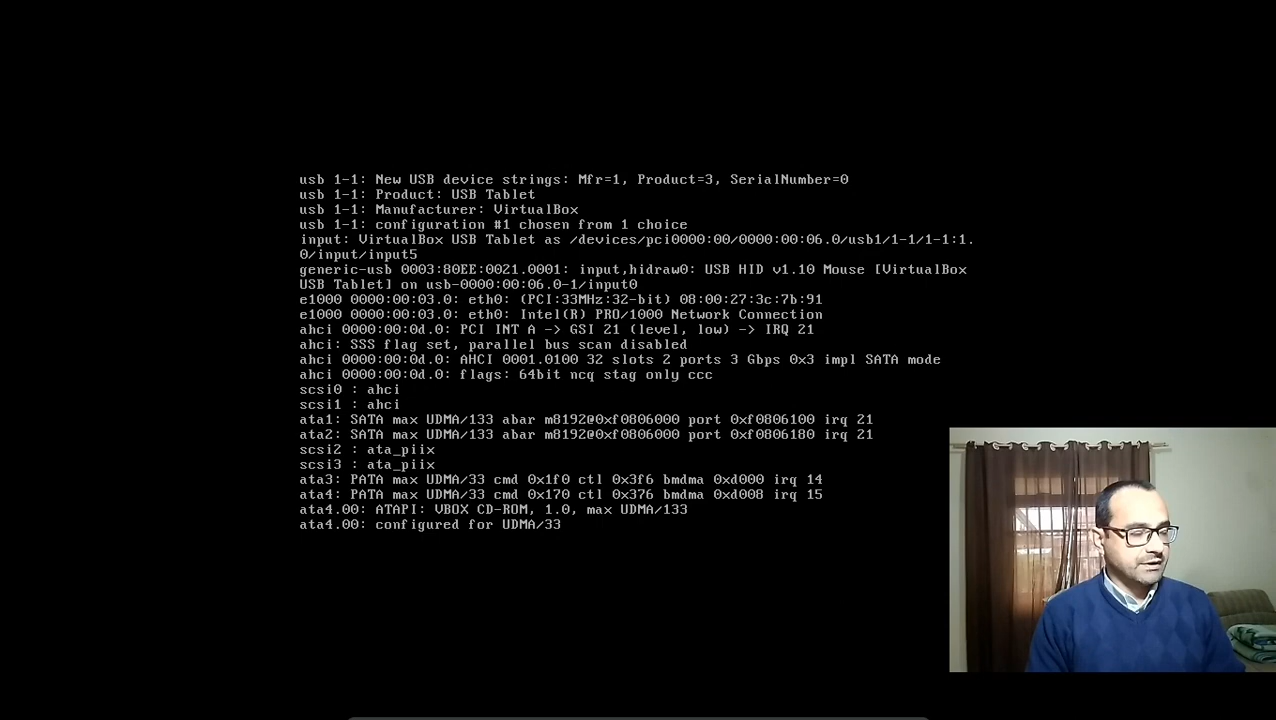 usb 1-1: New USB device strings: Mfr=1, Product=3, SerialNumber=0
usb 1-1: Product: USB Tablet
usb 1-1: Manufacturer: VirtualBox
usb 1-1: configuration #1 chosen from 1 choice
input: VirtualBox USB Tablet as /devices/pci0000:00/0000:00:06.0/usb1/1-1/1-1:1.
0/input/input5
generic-usb 0003:80EE:0021.0001: input,hidraw0: USB HID v1.10 Mouse [VirtualBox
USB Tablet] on usb-0000:00:06.0-1/input0
e1000 0000:00:03.0: eth0: (PCI:33MHz:32-bit) 08:00:27:3c:7b:91
e1000 0000:00:03.0: eth0: Intel(R) PRO/1000 Network Connection
ahci 0000:00:0d.0: PCI INT A -> GSI 21 (level, low) -> IRQ 21
ahci: SSS flag set, parallel bus scan disabled
ahci 0000:00:0d.0: AHCI 0001.0100 32 slots 2 ports 3 Gbps 0x3 impl SATA mode
ahci 0000:00:0d.0: flags: 64bit ncq stag only ccc
scsi0 : ahci
scsi1 : ahci
ata1: SATA max UDMA/133 abar m8192@0xf0806000 port 0xf0806100 irq 21
ata2: SATA max UDMA/133 abar m8192@0xf0806000 port 0xf0806180 irq 21
scsi2 : ata_piix
scsi3 : ata_piix
ata3: PATA max UDMA/33 cmd 0x1f0 ctl 0x3f6 bmdma 0xd000 irq 14
ata4: PATA max UDMA/33 cmd 0x170 ctl 0x376 bmdma 0xd008 irq 15
ata4.00: ATAPI: VBOX CD-ROM, 1.0, max UDMA/133
ata4.00: configured for UDMA/33